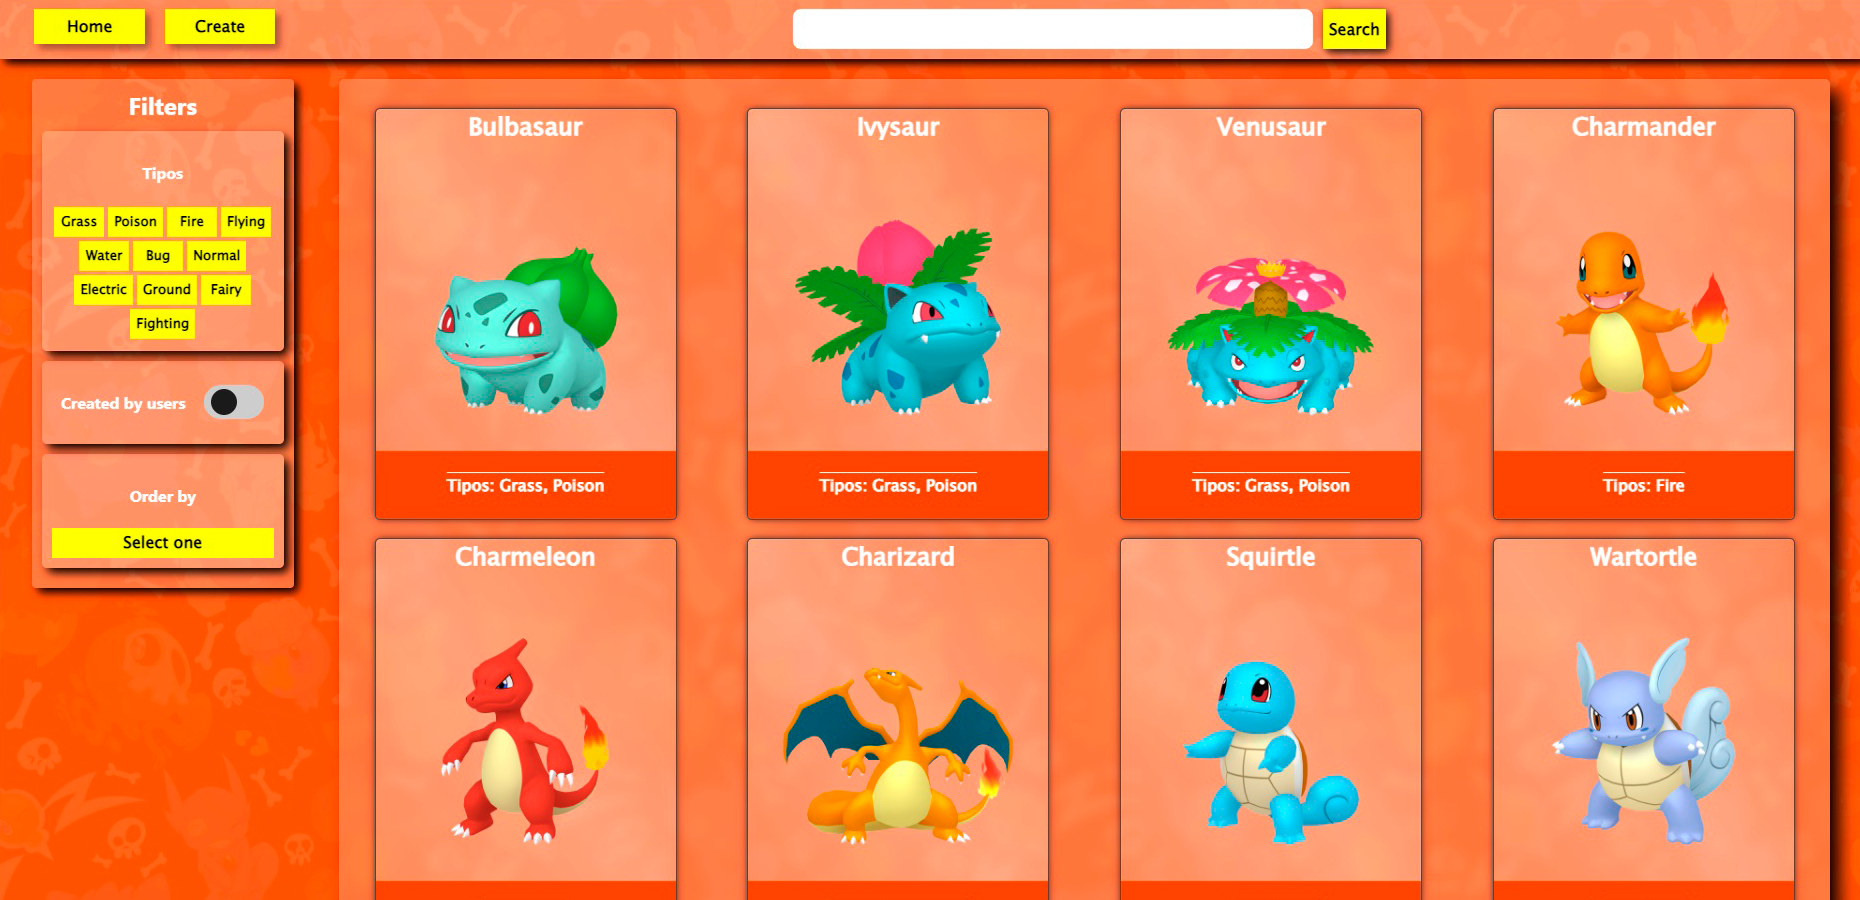 Home Create Search
Filters
Tipos
Grass Poison Fire Flying
Water Bug Normal
Electric Ground Fairy
Fighting
Created by users
Order by
Select one
Bulbasaur
Tipos: Grass, Poison
Ivysaur
Tipos: Grass, Poison
Venusaur
Tipos: Grass, Poison
Charmander
Tipos: Fire
Charmeleon
Charizard
Squirtle
Wartortle